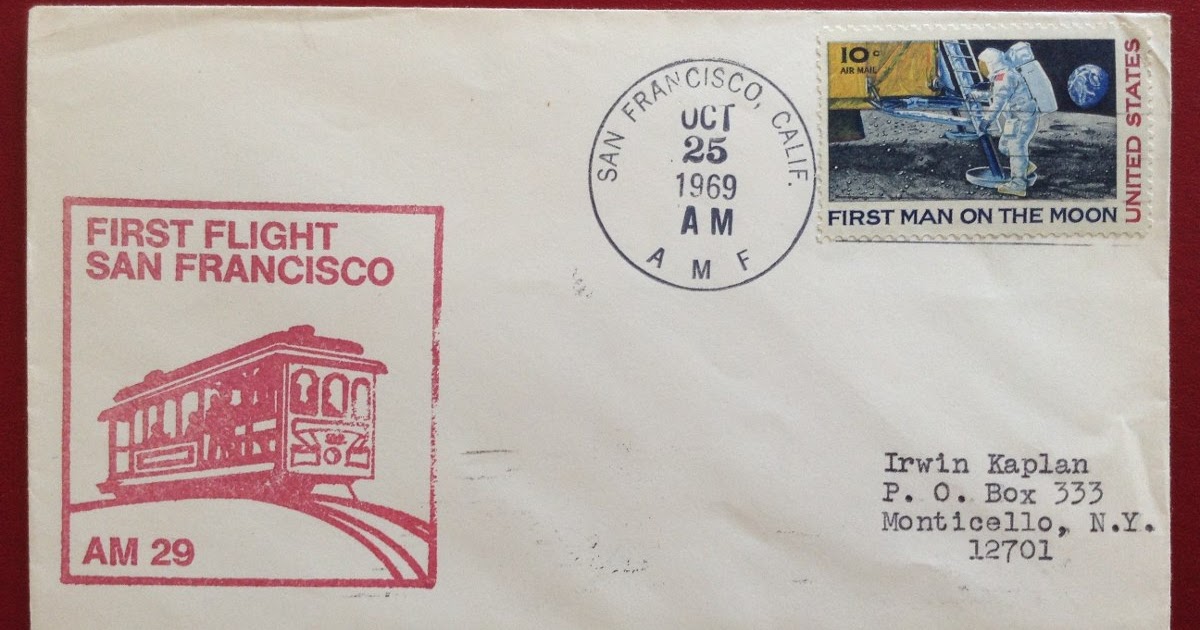 FIRST FLIGHT
SAN FRANCISCO
AM 29
SAN FRANCISCO, CALIF.
OCT
25
1969
AM
AMF
10c
AIR MAIL
UNITED STATES
FIRST MAN ON THE MOON
Irwin Kaplan
P. O. Box 333
Monticello, N.Y.
12701